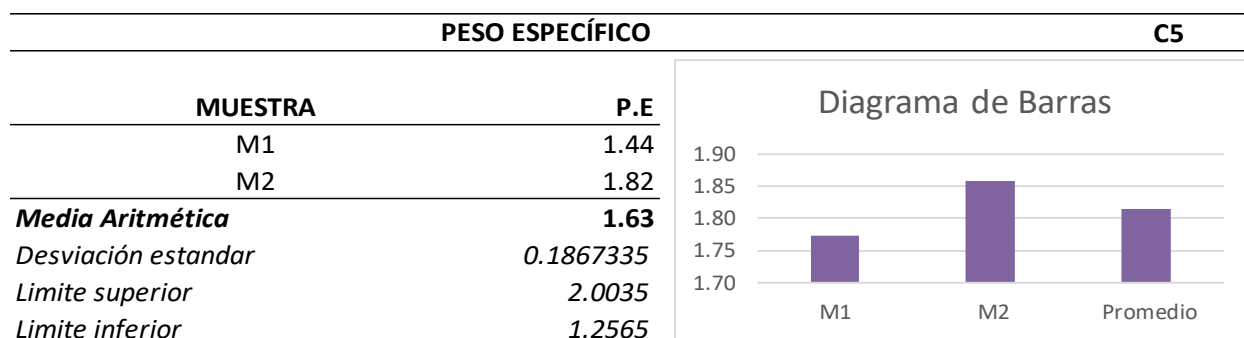 PESO ESPECÍFICO C5
MUESTRA P.E
M1 1.44
M2 1.82
Media Aritmética 1.63
Desviación estandar 0.1867335
Limite superior 2.0035
Limite inferior 1.2565
Diagrama de Barras
1.90
1.85
1.80
1.75
1.70
M1 M2 Promedio